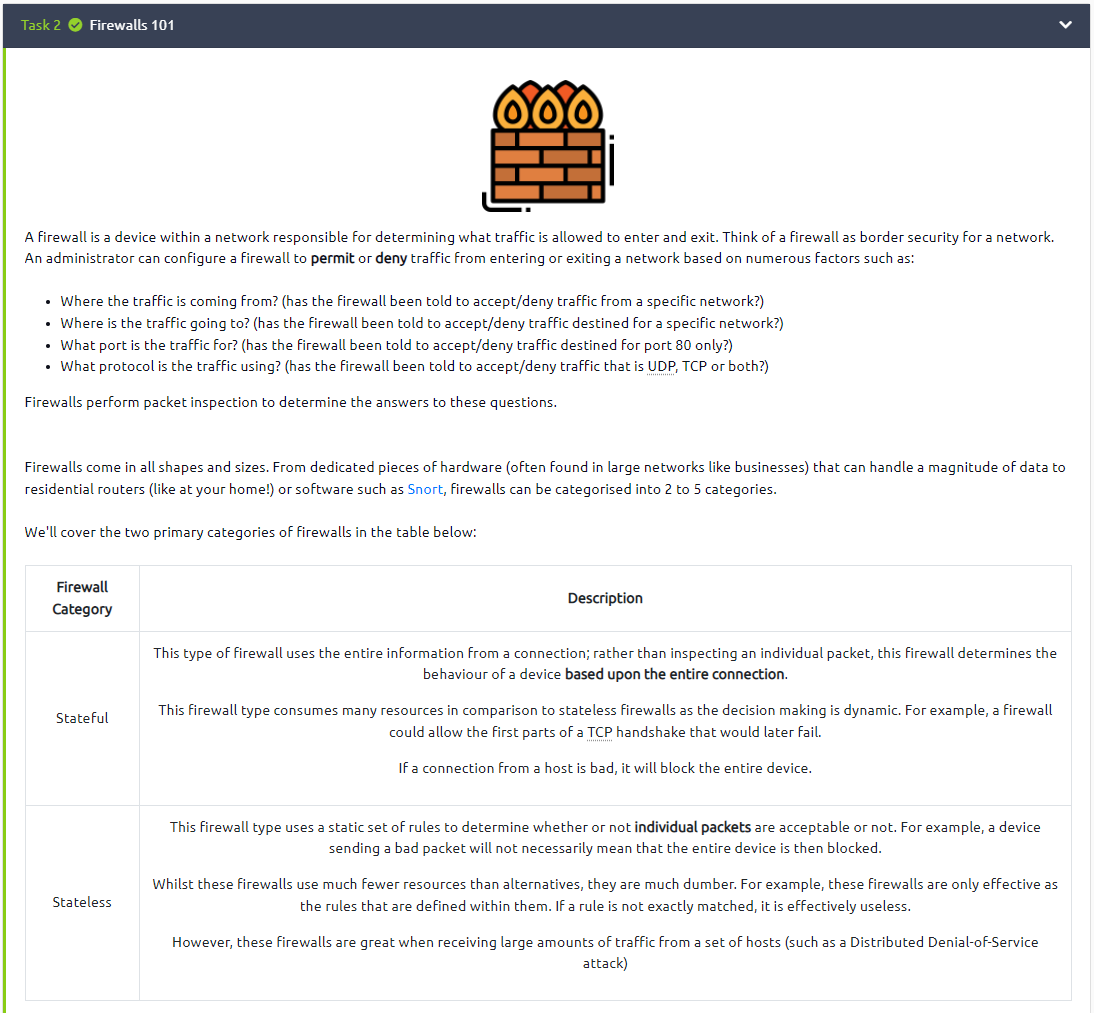 Task 2 Firewalls 101
A firewall is a device within a network responsible for determining what traffic is allowed to enter and exit. Think of a firewall as border security for a network.
An administrator can configure a firewall to permit or deny traffic from entering or exiting a network based on numerous factors such as:
• Where the traffic is coming from? (has the firewall been told to accept/deny traffic from a specific network?)
• Where is the traffic going to? (has the firewall been told to accept/deny traffic destined for a specific network?)
• What port is the traffic for? (has the firewall been told to accept/deny traffic destined for port 80 only?)
• What protocol is the traffic using? (has the firewall been told to accept/deny traffic that is UDP, TCP or both?)
Firewalls perform packet inspection to determine the answers to these questions.
Firewalls come in all shapes and sizes. From dedicated pieces of hardware (often found in large networks like businesses) that can handle a magnitude of data to
residential routers (like at your home!) or software such as Snort, firewalls can be categorised into 2 to 5 categories.
We'll cover the two primary categories of firewalls in the table below:
Firewall
Category
Description
Stateful
This type of firewall uses the entire information from a connection; rather than inspecting an individual packet, this firewall determines the
behaviour of a device based upon the entire connection.
This firewall type consumes many resources in comparison to stateless firewalls as the decision making is dynamic. For example, a firewall
could allow the first parts of a TCP handshake that would later fail.
If a connection from a host is bad, it will block the entire device.
Stateless
This firewall type uses a static set of rules to determine whether or not individual packets are acceptable or not. For example, a device
sending a bad packet will not necessarily mean that the entire device is then blocked.
Whilst these firewalls use much fewer resources than alternatives, they are much dumber. For example, these firewalls are only effective as
the rules that are defined within them. If a rule is not exactly matched, it is effectively useless.
However, these firewalls are great when receiving large amounts of traffic from a set of hosts (such as a Distributed Denial-of-Service
attack)